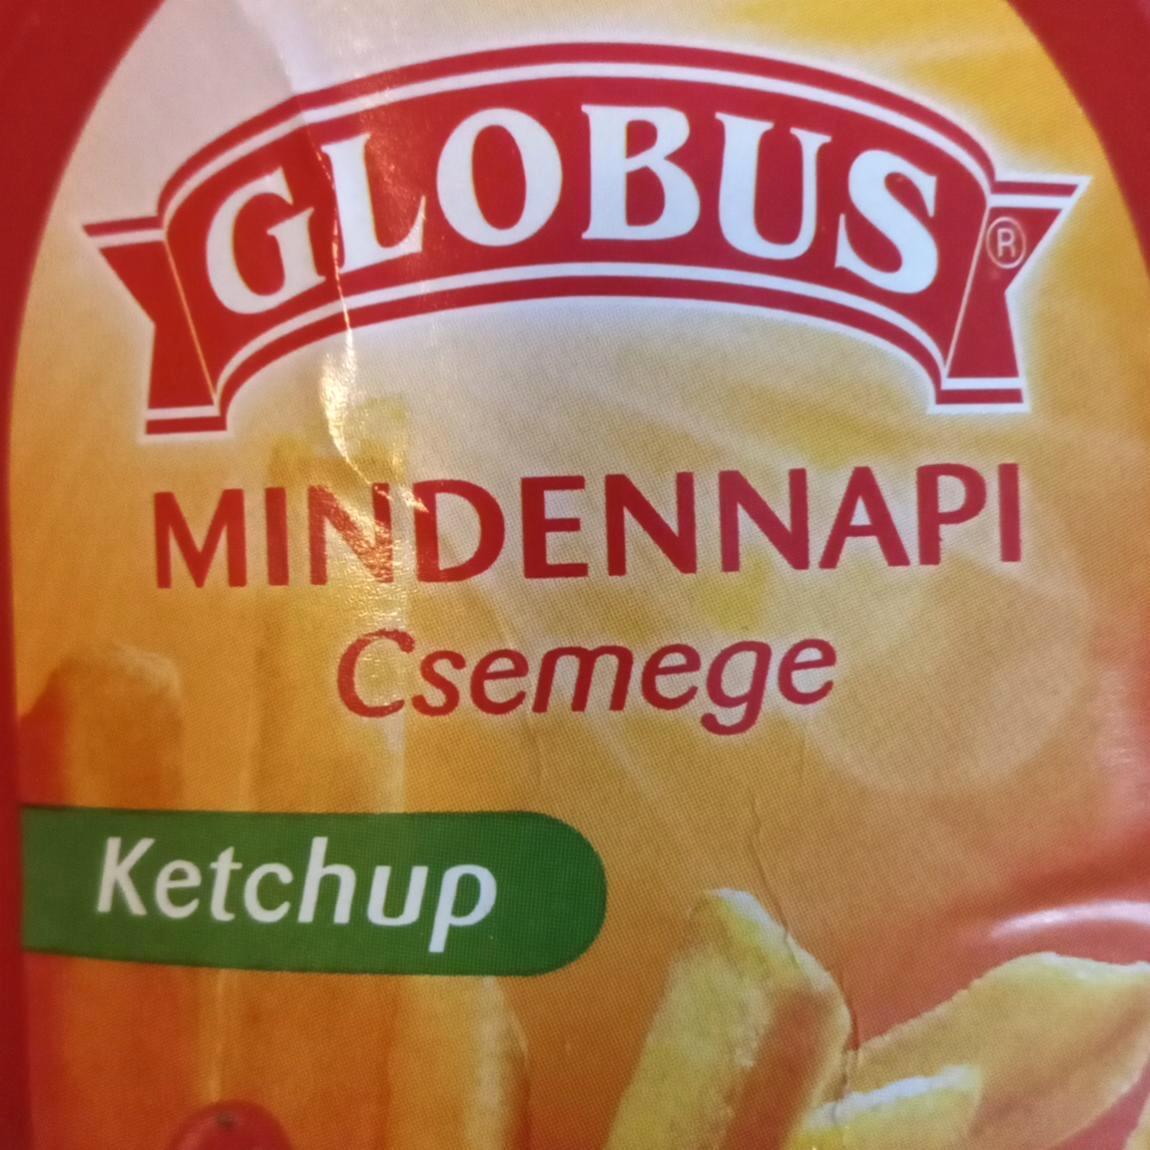 GLOBUS®
MINDENNAPI
Csemege
Ketchup